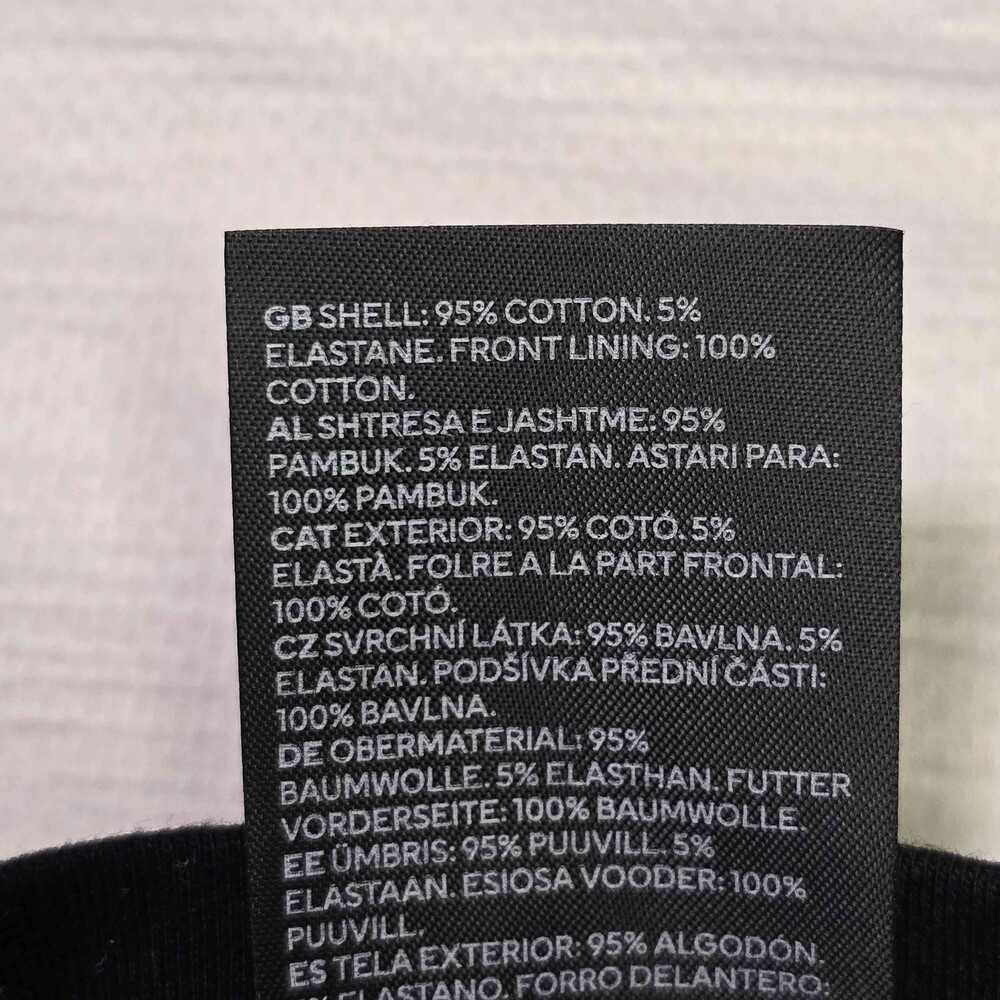 GB SHELL: 95% COTTON. 5%
ELASTANE. FRONT LINING: 100%
COTTON.
AL SHTRESA E JASHTME: 95%
PAMBUK. 5% ELASTAN. ASTARI PARA:
100% PAMBUK.
CAT EXTERIOR: 95% COTÓ. 5%
ELASTÀ. FOLRE A LA PART FRONTAL:
100% COTÓ.
CZ SVRCHNÍ LÁTKA: 95% BAVLNA. 5%
ELASTAN. PODŠÍVKA PŘEDNÍ ČÁSTI:
100% BAVLNA.
DE OBERMATERIAL: 95%
BAUMWOLLE. 5% ELASTHAN. FUTTER
VORDERSEITE: 100% BAUMWOLLE.
EE ÜMBRIS: 95% PUUVILL. 5%
ELASTAAN. ESIOSA VOODER: 100%
PUUVILL.
ES TELA EXTERIOR: 95% ALGODÓN.
ELASTANO. FORRO DELANTERO: